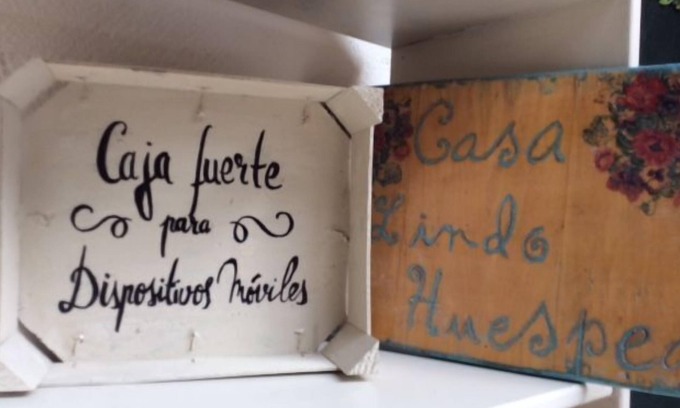 Caja fuerte
para
Dispositivos Móviles
Casa
Lindo